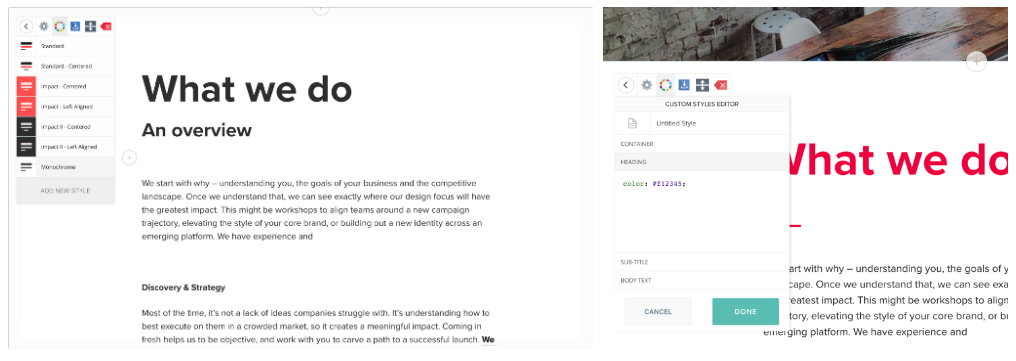 Standard
Standard - Centered
Impact - Centered
Impact - Left Aligned
Impact II - Centered
Impact II - Left Aligned
Monochrome
ADD NEW STYLE
What we do
An overview
We start with why – understanding you, the goals of your business and the competitive
landscape. Once we understand that, we can see exactly where our design focus will have
the greatest impact. This might be workshops to align teams around a new campaign
trajectory, elevating the style of your core brand, or building out a new identity across an
emerging platform. We have experience and
Discovery & Strategy
Most of the time, it's not a lack of ideas companies struggle with. It's understanding how to
best execute on them in a crowded market, so it creates a meaningful impact. Coming in
fresh helps us to be objective, and work with you to carve a path to a successful launch. We
CUSTOM STYLES EDITOR
Untitled Style
CONTAINER
HEADING
color: #f12345;
SUB-TITLE
BODY TEXT
CANCEL
DONE
What we do
art with why – understanding you, the goals of y
cape. Once we understand that, we can see exa
reatest impact. This might be workshops to align
tory, elevating the style of your core brand, or bu
emerging platform. We have experience and